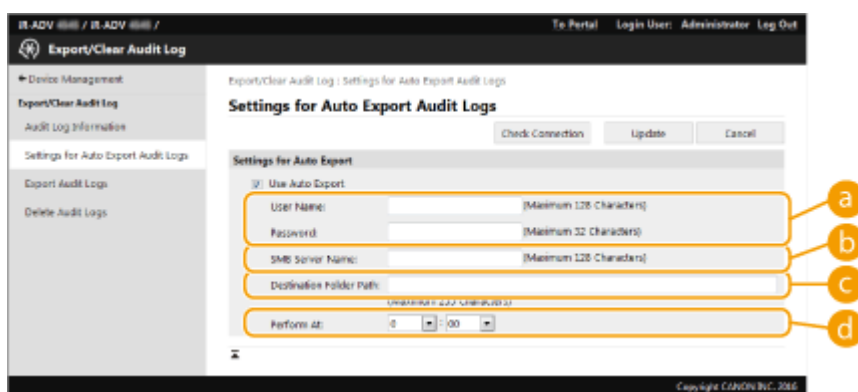 iR-ADV / iR-ADV /
To Portal Login User: Administrator Log Out
Export/Clear Audit Log
Device Management
Export/Clear Audit Log
Audit Log Information
Settings for Auto Export Audit Logs
Export Audit Logs
Delete Audit Logs
Export/Clear Audit Log : Settings for Auto Export Audit Logs
Settings for Auto Export Audit Logs
Check Connection Update Cancel
Settings for Auto Export
Use Auto Export
User Name: (Maximum 128 Characters)
Password: (Maximum 32 Characters)
a
SMB Server Name: (Maximum 128 Characters)
b
Destination Folder Path:
c
(Maximum 255 Characters)
Perform At: 0 : 00
d
Copyright CANON INC. 2016